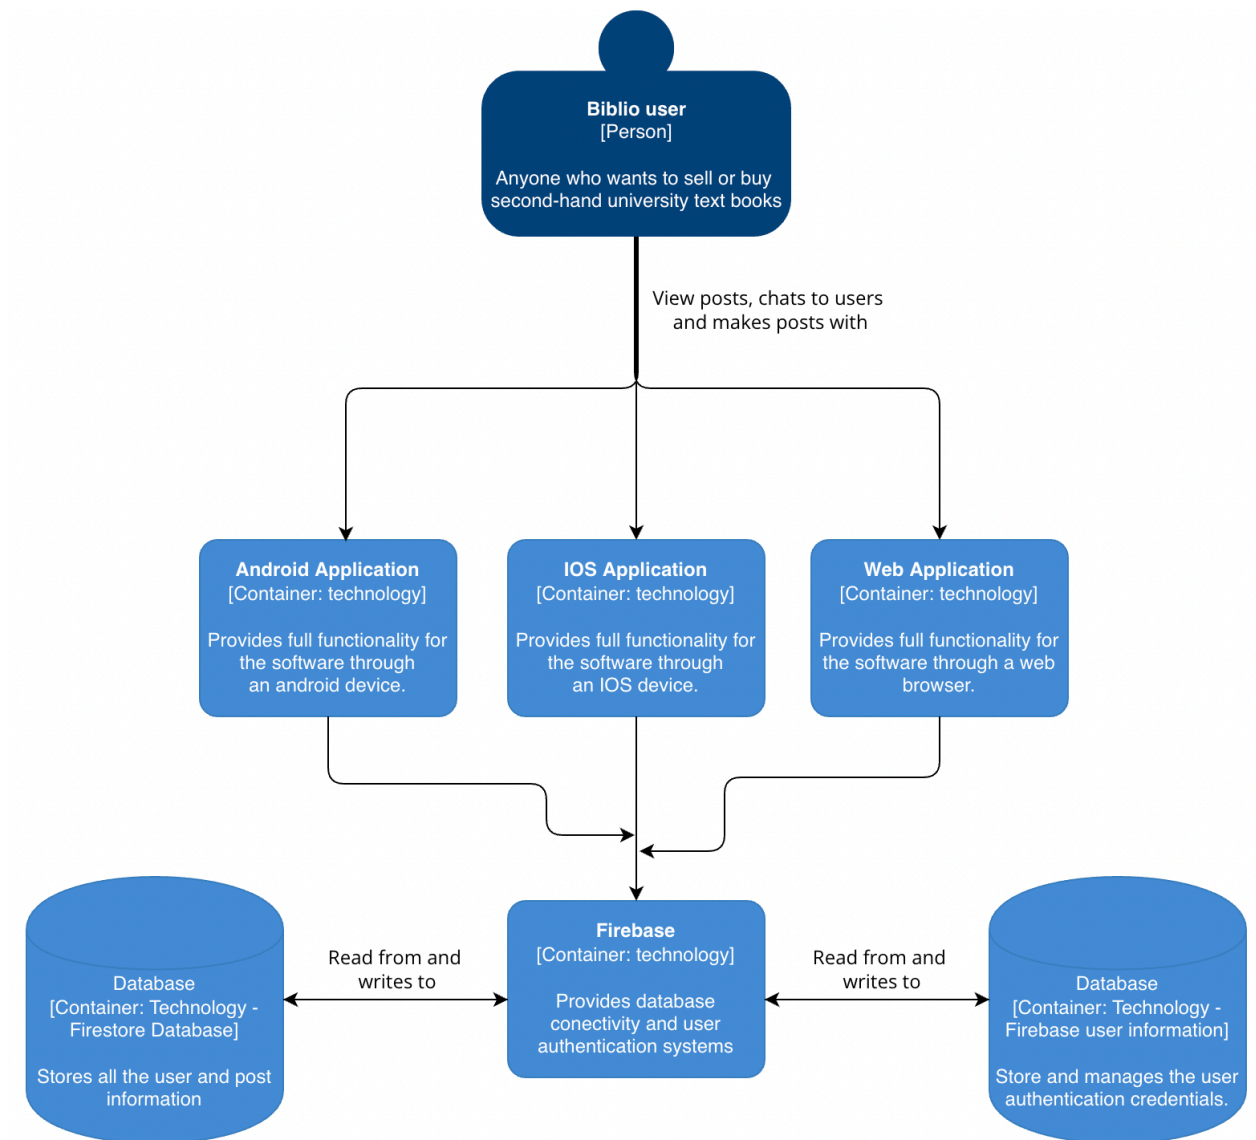 Biblio user
[Person]
Anyone who wants to sell or buy
second-hand university text books
View posts, chats to users
and makes posts with
Android Application
[Container: technology]
Provides full functionality for
the software through
an android device.
IOS Application
[Container: technology]
Provides full functionality for
the software through
an IOS device.
Web Application
[Container: technology]
Provides full functionality for
the software through a web
browser.
Database
[Container: Technology -
Firestore Database]
Stores all the user and post
information
Read from and
writes to
Firebase
[Container: technology]
Provides database
conectivity and user
authentication systems
Read from and
writes to
Database
[Container: Technology -
Firebase user information]
Store and manages the user
authentication credentials.